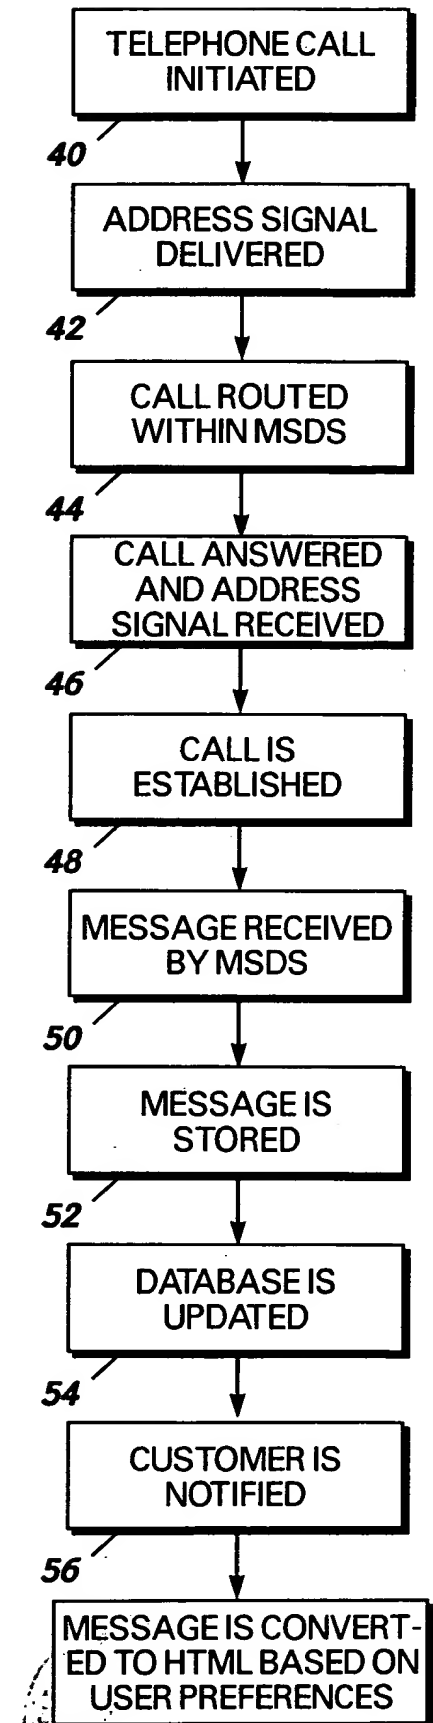 TELEPHONE CALL
INITIATED
40
ADDRESS SIGNAL
DELIVERED
42
CALL ROUTED
WITHIN MSDS
44
CALL ANSWERED
AND ADDRESS
SIGNAL RECEIVED
46
CALL IS
ESTABLISHED
48
MESSAGE RECEIVED
BY MSDS
50
MESSAGE IS
STORED
52
DATABASE IS
UPDATED
54
CUSTOMER IS
NOTIFIED
56
MESSAGE IS CONVERT-
ED TO HTML BASED ON
USER PREFERENCES